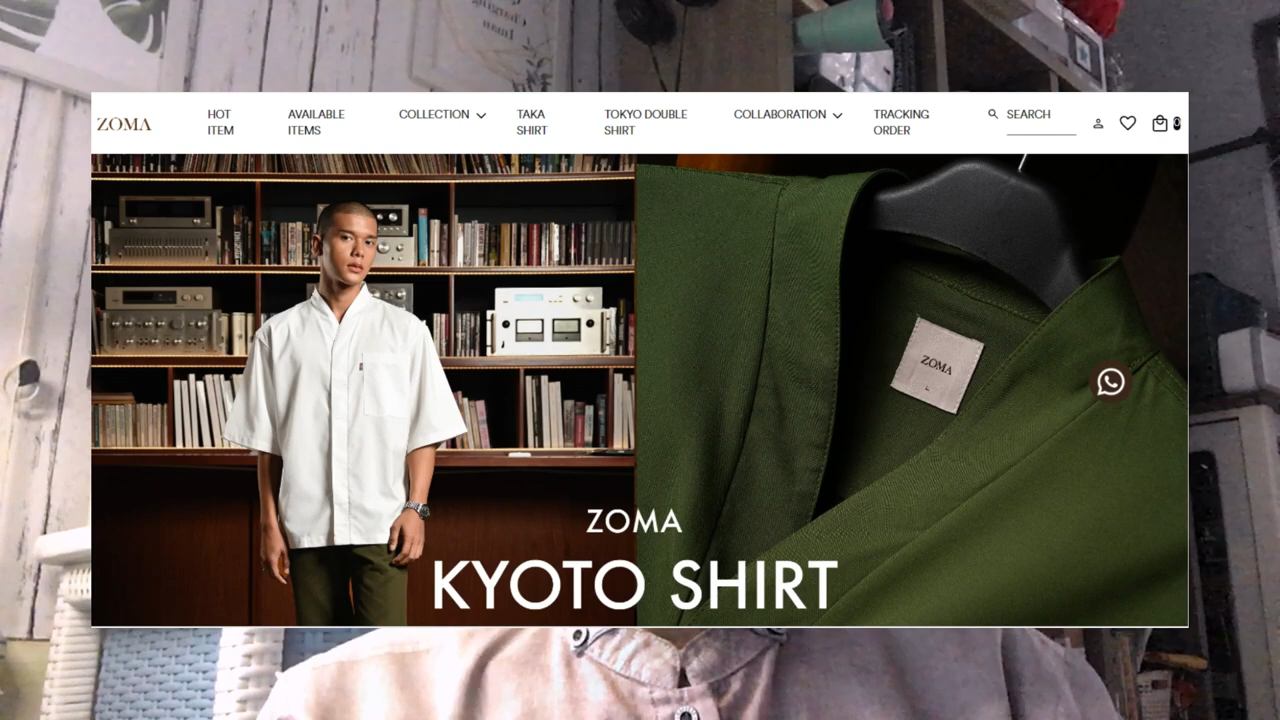 ZOMA
HOT
ITEM
AVAILABLE
ITEMS
COLLECTION
TAKA
SHIRT
TOKYO DOUBLE
SHIRT
COLLABORATION
TRACKING
ORDER
SEARCH
0
ZOMA
L
ZOMA
KYOTO SHIRT